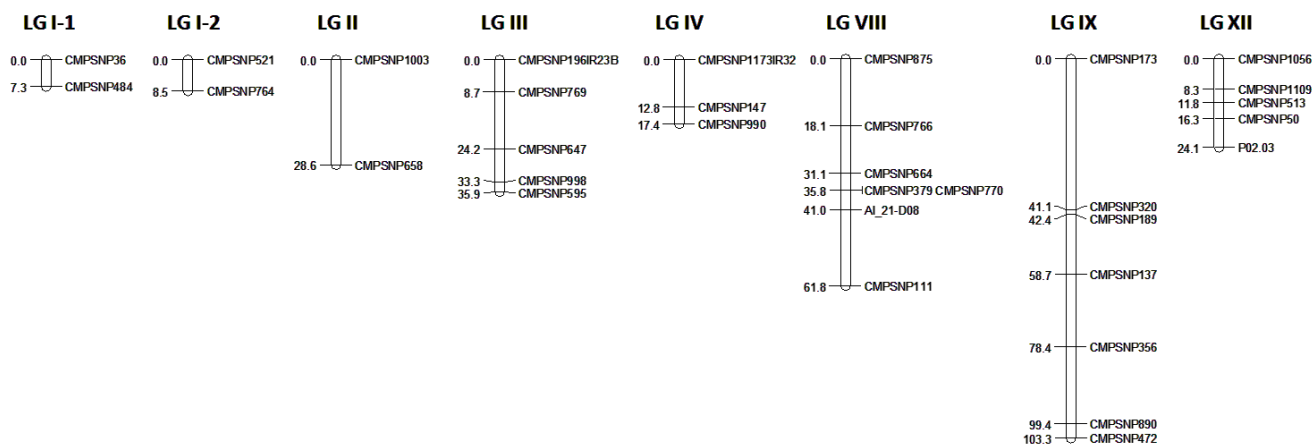 LG I-1
0.0 CMPSNP36
7.3 CMPSNP484
LG I-2
0.0 CMPSNP521
8.5 CMPSNP764
LG II
0.0 CMPSNP1003
28.6 CMPSNP658
LG III
0.0 CMPSNP196IR23B
8.7 CMPSNP769
24.2 CMPSNP647
33.3 CMPSNP998
35.9 CMPSNP595
LG IV
0.0 CMPSNP1173IR32
12.8 CMPSNP147
17.4 CMPSNP990
LG VIII
0.0 CMPSNP875
18.1 CMPSNP766
31.1 CMPSNP664
35.8 CMPSNP379 CMPSNP770
41.0 AI_21-D08
61.8 CMPSNP111
LG IX
0.0 CMPSNP173
41.1 CMPSNP320
42.4 CMPSNP189
58.7 CMPSNP137
78.4 CMPSNP356
99.4 CMPSNP890
103.3 CMPSNP472
LG XII
0.0 CMPSNP1056
8.3 CMPSNP1109
11.8 CMPSNP513
16.3 CMPSNP50
24.1 P02.03